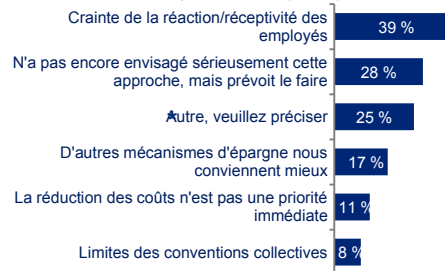 Crainte de la réaction/réceptivité des
employés
39 %
N'a pas encore envisagé sérieusement cette
approche, mais prévoit le faire
28 %
Autre, veuillez préciser
25 %
D'autres mécanismes d'épargne nous
conviennent mieux
17 %
La réduction des coûts n'est pas une priorité
immédiate
11 %
Limites des conventions collectives
8 %